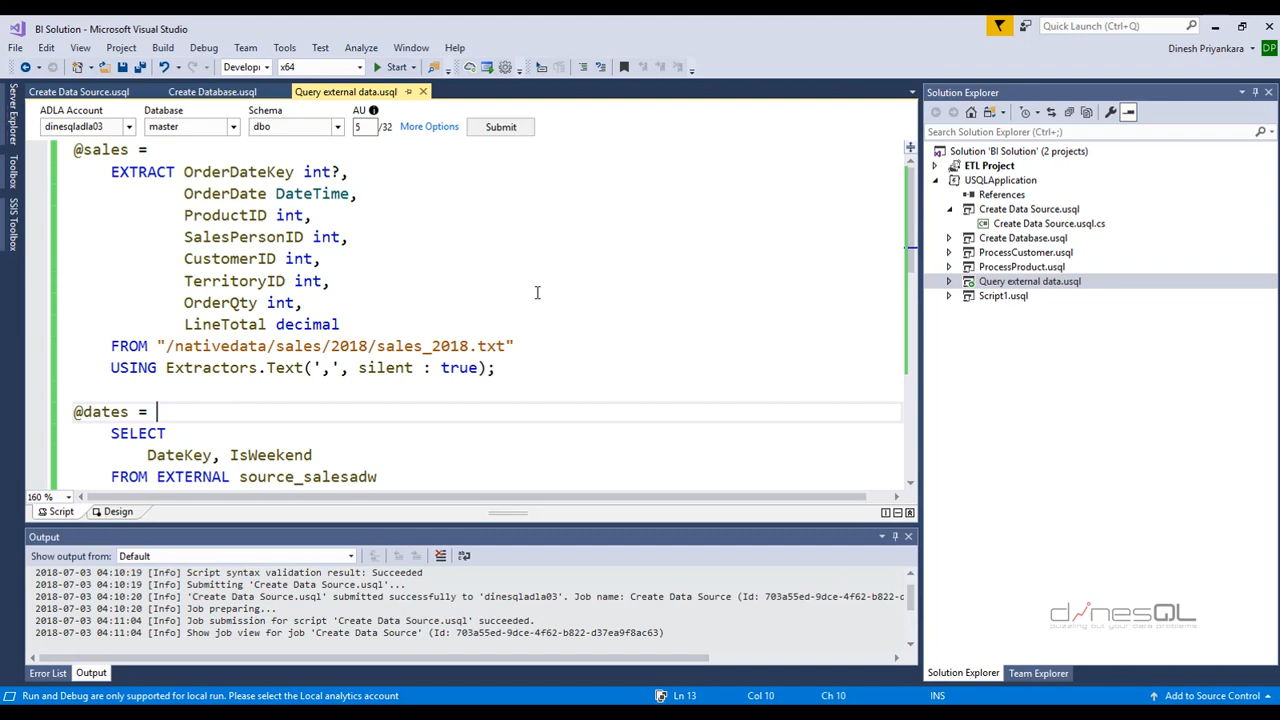 BI Solution - Microsoft Visual Studio
Quick Launch (Ctrl+Q)
File Edit View Project Build Debug Team Tools Test Analyze Window Help
Dinesh Priyankara DP
Develop x64 Start
Server Explorer
Toolbox
SSIS Toolbox
Create Data Source.usql Create Database.usql Query external data.usql
ADLA Account Database Schema AU
dinesqladla03 master dbo 5 /32 More Options Submit
@sales =
EXTRACT OrderDateKey int?,
OrderDate DateTime,
ProductID int,
SalesPersonID int,
CustomerID int,
TerritoryID int,
OrderQty int,
LineTotal decimal
FROM "/nativedata/sales/2018/sales_2018.txt"
USING Extractors.Text(',', silent : true);
@dates =
SELECT
DateKey, IsWeekend
FROM EXTERNAL source_salesadw
160 %
Script Design
Output
Show output from: Default
2018-07-03 04:10:19 [Info] Script syntax validation result: Succeeded
2018-07-03 04:10:19 [Info] Submitting 'Create Data Source.usql'...
2018-07-03 04:10:20 [Info] 'Create Data Source.usql' submitted successfully to 'dinesqladla03'. Job name: Create Data Source (Id: 703a55ed-9dce-4f62-b822-d
2018-07-03 04:10:20 [Info] Job preparing...
2018-07-03 04:11:04 [Info] Job submission for script 'Create Data Source.usql' succeeded.
2018-07-03 04:11:04 [Info] Show job view for job 'Create Data Source' (id: 703a55ed-9dce-4f62-b822-d37ea9f8ac63)
Error List Output
Solution Explorer
Search Solution Explorer (Ctrl+;)
Solution 'BI Solution' (2 projects)
ETL Project
USQLApplication
References
Create Data Source.usql
Create Data Source.usql.cs
Create Database.usql
ProcessCustomer.usql
ProcessProduct.usql
Query external data.usql
Script1.usql
dinesQL
puzzling out your data problems
Solution Explorer Team Explorer
Run and Debug are only supported for local run. Please select the Local analytics account
Ln 13 Col 10 Ch 10 INS Add to Source Control